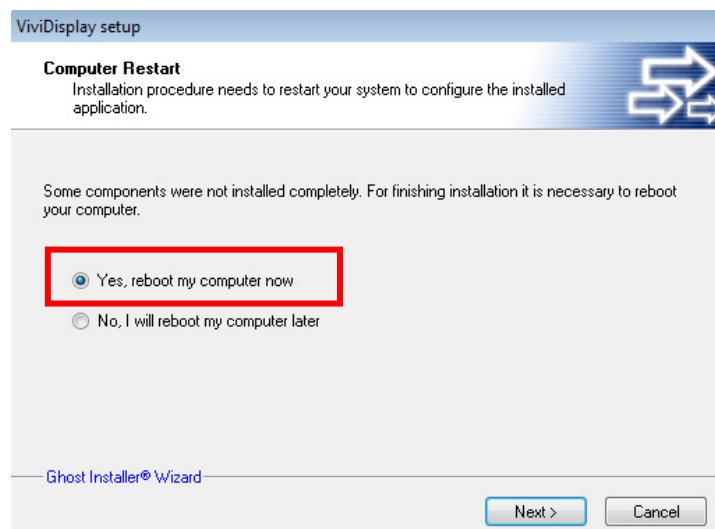 ViviDisplay setup
Computer Restart
Installation procedure needs to restart your system to configure the installed
application.
Some components were not installed completely. For finishing installation it is necessary to reboot
your computer.
Yes, reboot my computer now
No, I will reboot my computer later
Ghost Installer® Wizard
Next >
Cancel